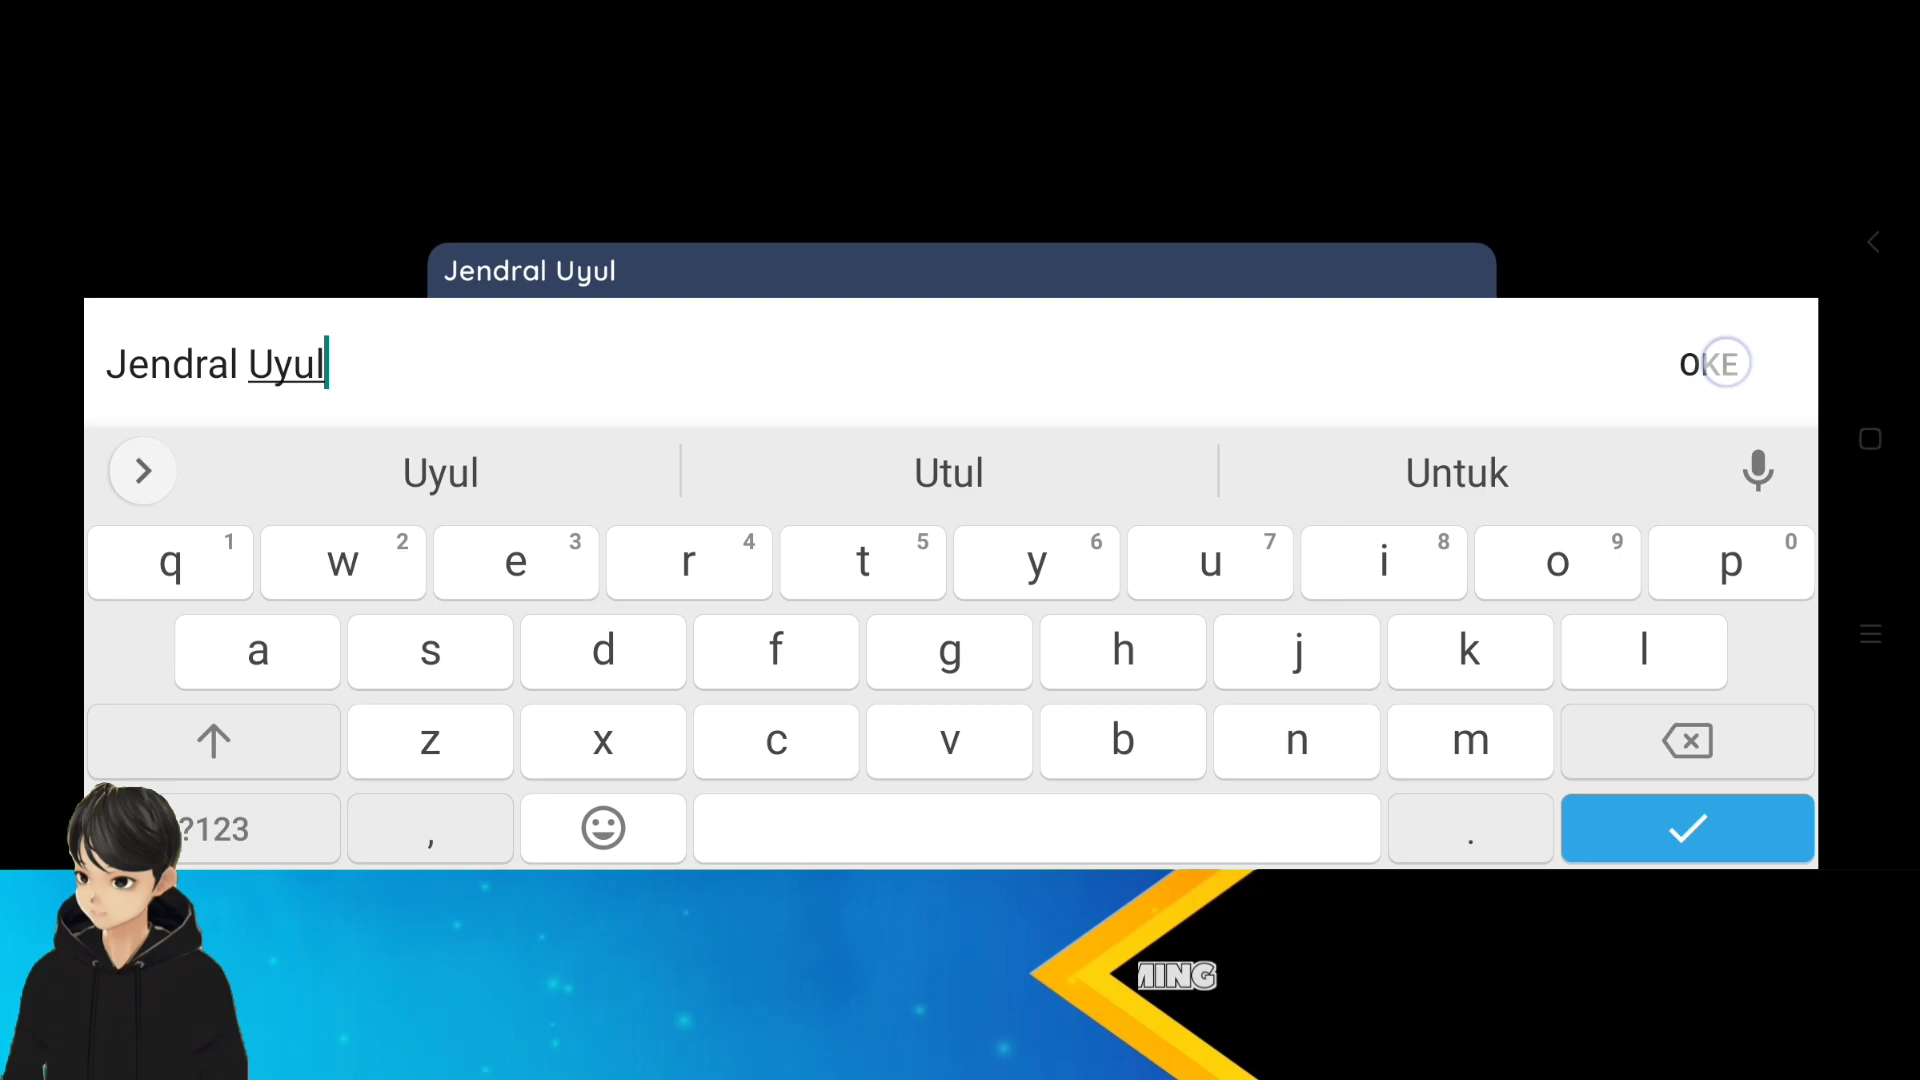 Jendral Uyul
Jendral Uyul
OKE
Uyul Utul Untuk
q 1 w 2 e 3 r 4 t 5 y 6 u 7 i 8 o 9 p 0
a s d f g h j k l
z x c v b n m
?123 , .
MING